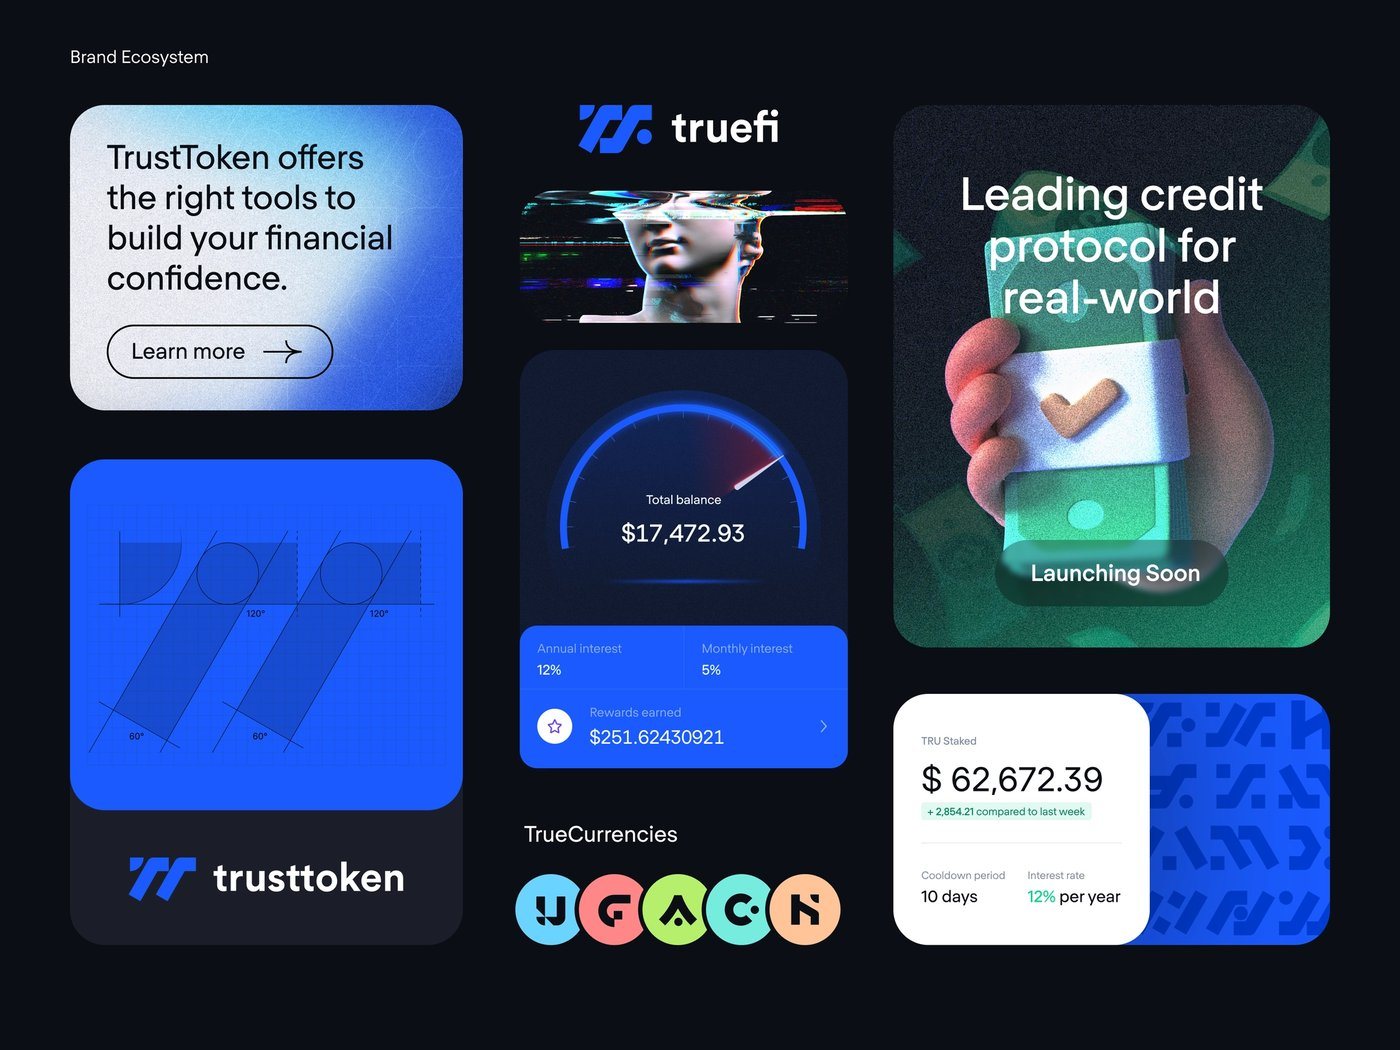 Brand Ecosystem
TrustToken offers
the right tools to
build your financial
confidence.
Learn more
120°
120°
60°
60°
trusttoken
truefi
Total balance
$17,472.93
Annual interest
12%
Monthly interest
5%
Rewards earned
$251.62430921
TrueCurrencies
U G A C H
Leading credit
protocol for
real-world
Launching Soon
TRU Staked
$ 62,672.39
+ 2,854.21 compared to last week
Cooldown period
10 days
Interest rate
12% per year